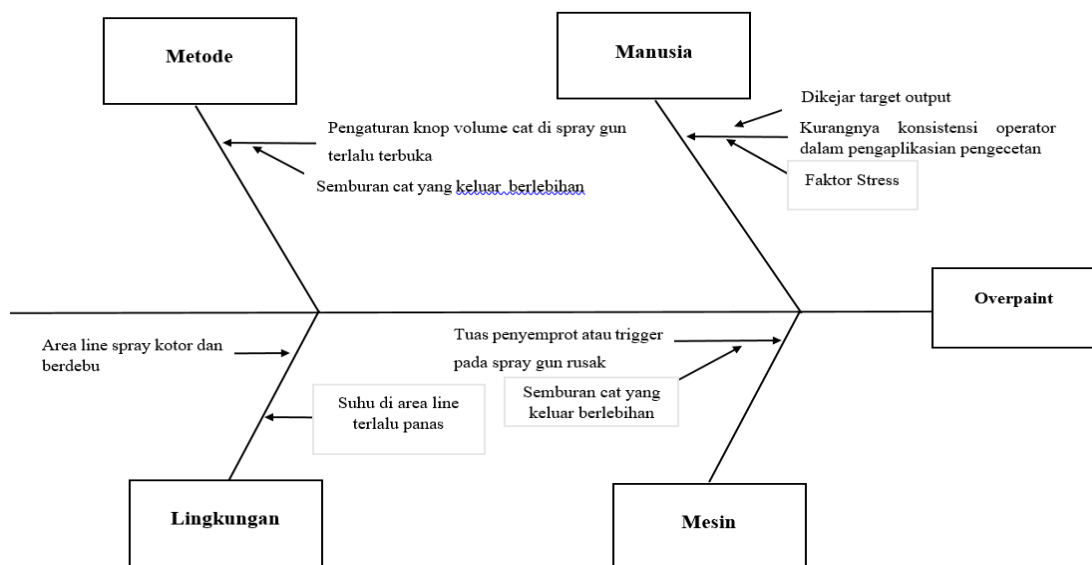 Metode
Manusia
Dikejar target output
Pengaturan knop volume cat di spray gun
terlalu terbuka
Kurangnya konsistensi operator
dalam pengaplikasian pengecetan
Semburan cat yang keluar berlebihan
Faktor Stress
Overpaint
Area line spray kotor dan
berdebu
Tuas penyemprot atau trigger
pada spray gun rusak
Suhu di area line
terlalu panas
Semburan cat yang
keluar berlebihan
Lingkungan
Mesin